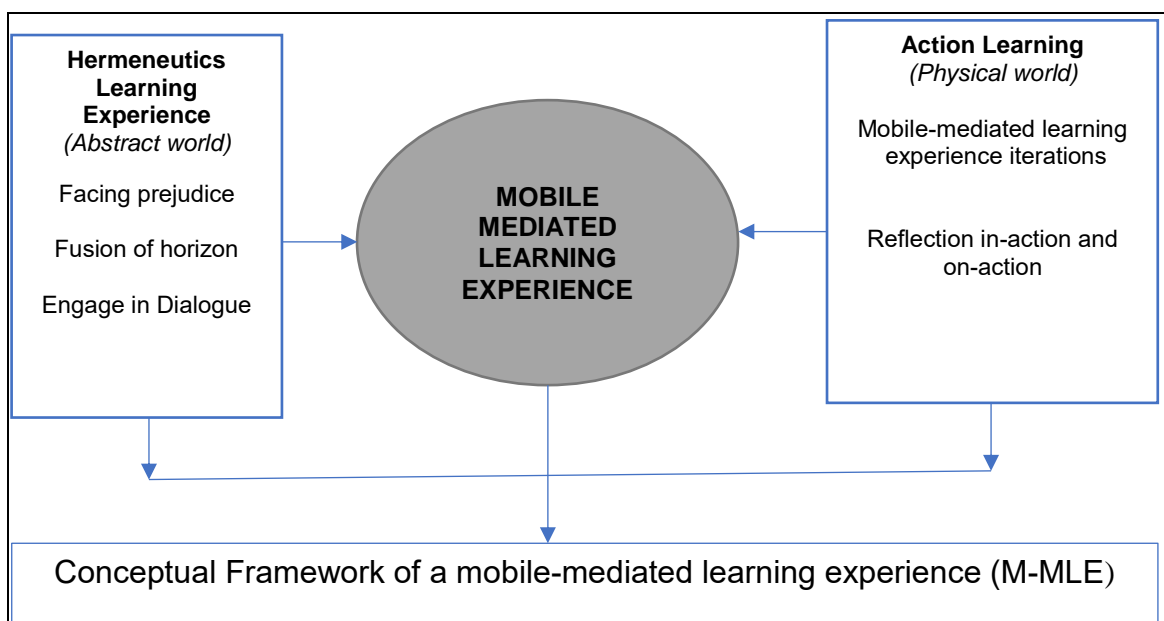 Hermeneutics
Learning
Experience
(Abstract world)
Facing prejudice
Fusion of horizon
Engage in Dialogue
MOBILE
MEDIATED
LEARNING
EXPERIENCE
Action Learning
(Physical world)
Mobile-mediated learning
experience iterations
Reflection in-action and
on-action
Conceptual Framework of a mobile-mediated learning experience (M-MLE)